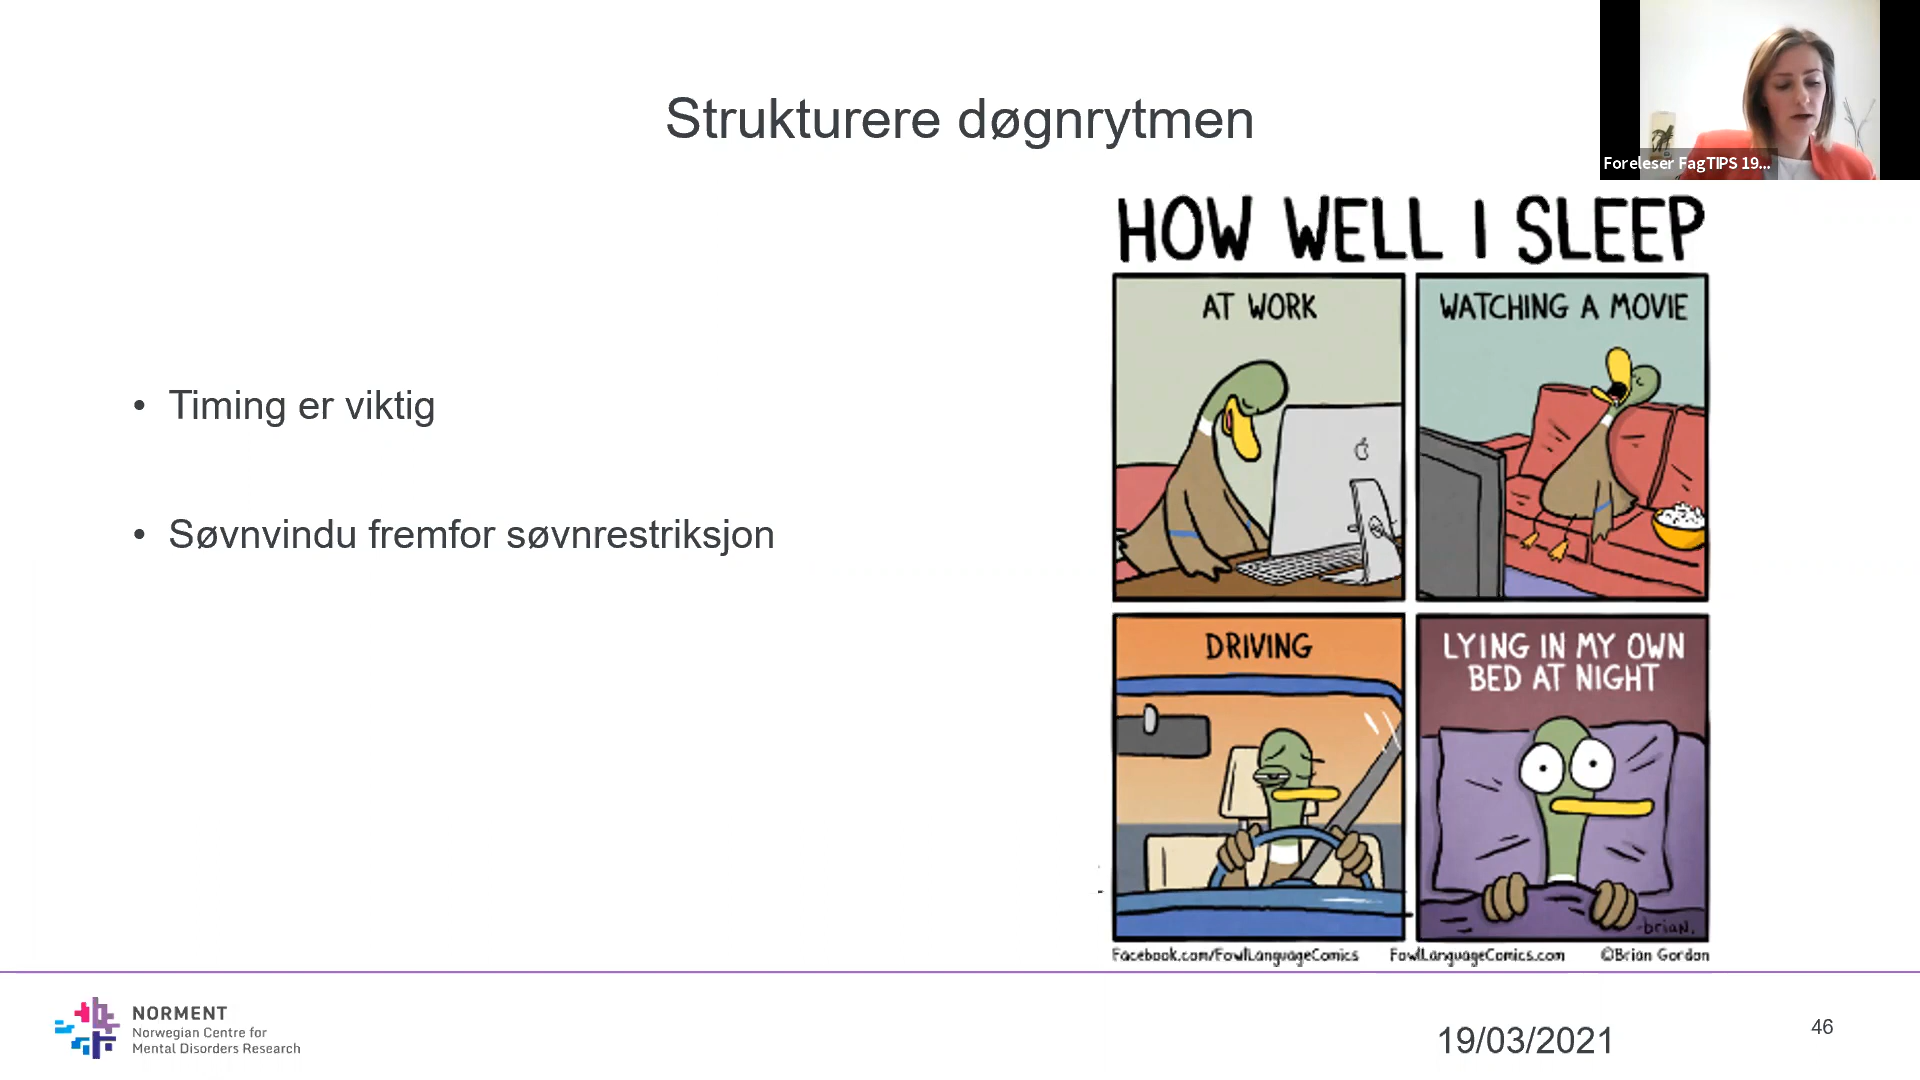 Strukturere døgnrytmen
Foreleser FagTIPS 19...
• Timing er viktig
• Søvnvindu fremfor søvnrestriksjon
HOW WELL I SLEEP
AT WORK
WATCHING A MOVIE
DRIVING
LYING IN MY OWN
BED AT NIGHT
-brian.
Facebook.com/FowlLanguageComics
FowlLanguageComics.com
©Brian Gordon
NORMENT
Norwegian Centre for
Mental Disorders Research
19/03/2021
46